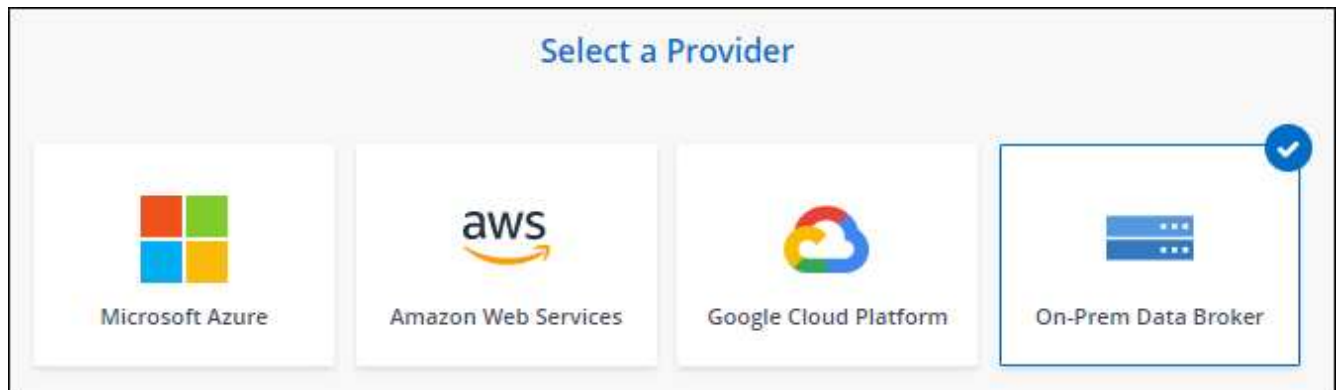 Select a Provider
aws
Microsoft Azure
Amazon Web Services
Google Cloud Platform
On-Prem Data Broker